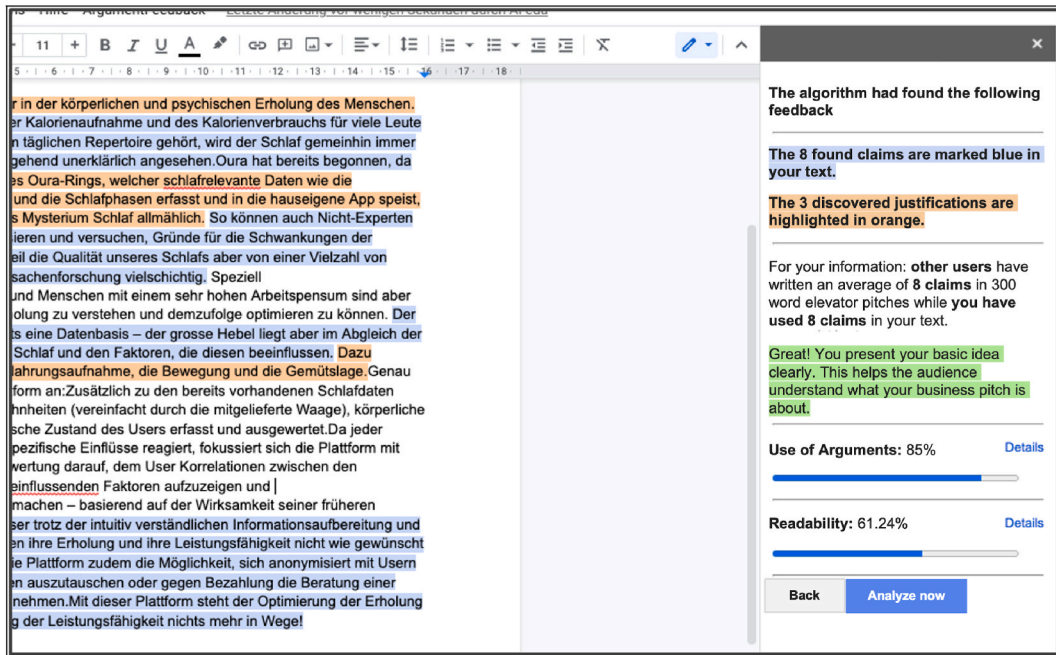 Hilfe ArgumentFeedback Letzte Änderung vor wenigen Sekunden durch
11 + B I U A
5 6 7 8 9 10 11 12 13 14 15 16 17 18
r in der körperlichen und psychischen Erholung des Menschen.
er Kalorienaufnahme und des Kalorienverbrauchs für viele Leute
n täglichen Repertoire gehört, wird der Schlaf gemeinhin immer
gehend unerklärlich angesehen.Oura hat bereits begonnen, da
es Oura-Rings, welcher schlafrelevante Daten wie die
und die Schlafphasen erfasst und in die hauseigene App speist,
s Mysterium Schlaf allmählich. So können auch Nicht-Experten
sieren und versuchen, Gründe für die Schwankungen der
eil die Qualität unseres Schlafs aber von einer Vielzahl von
sachenforschung vielschichtig. Speziell
und Menschen mit einem sehr hohen Arbeitspensum sind aber
olung zu verstehen und demzufolge optimieren zu können. Der
ts eine Datenbasis – der grosse Hebel liegt aber im Abgleich der
Schlaf und den Faktoren, die diesen beeinflussen. Dazu
Nahrungsaufnahme, die Bewegung und die Gemütslage.Genau
form an:Zusätzlich zu den bereits vorhandenen Schlafdaten
ohnheiten (vereinfacht durch die mitgelieferte Waage), körperliche
sche Zustand des Users erfasst und ausgewertet.Da jeder
pezifische Einflüsse reagiert, fokussiert sich die Plattform mit
wertung darauf, dem User Korrelationen zwischen den
einflussenden Faktoren aufzuzeigen und
machen – basierend auf der Wirksamkeit seiner früheren
ser trotz der intuitiv verständlichen Informationsaufbereitung und
en ihre Erholung und ihre Leistungsfähigkeit nicht wie gewünscht
ie Plattform zudem die Möglichkeit, sich anonymisiert mit Usern
en auszutauschen oder gegen Bezahlung die Beratung einer
nehmen.Mit dieser Plattform steht der Optimierung der Erholung
g der Leistungsfähigkeit nichts mehr in Wege!
The algorithm had found the following
feedback
The 8 found claims are marked blue in
your text.
The 3 discovered justifications are
highlighted in orange.
For your information: other users have
written an average of 8 claims in 300
word elevator pitches while you have
used 8 claims in your text.
Great! You present your basic idea
clearly. This helps the audience
understand what your business pitch is
about.
Use of Arguments: 85% Details
Readability: 61.24% Details
Back Analyze now